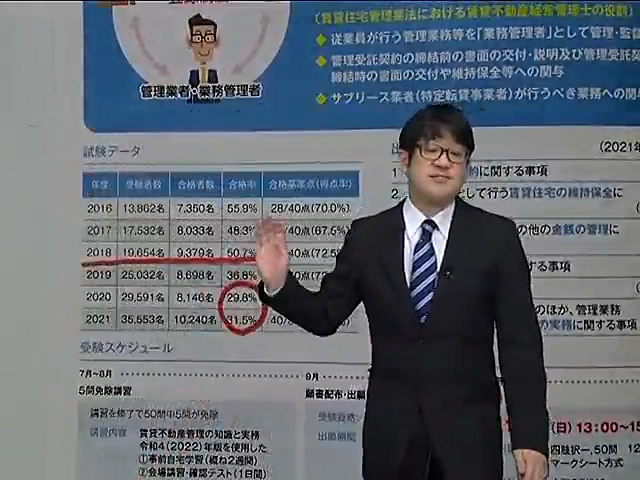 (賃貸住宅管理業法における賃貸不動産経営管理士の役割)
◆ 従業員が行う管理業務等を「業務管理者」として管理・監督
◆ 管理受託契約の締結前の書面の交付・説明及び管理受託契
締結時の書面の交付や維持保全等への関与
◆ サブリース業者(特定転貸事業者)が行うべき業務への関与
管理業者・業務管理者
試験データ
年度 受験者数 合格者数 合格率 合格基準点(得点率)
2016 13,862名 7,350名 55.9% 28/40点(70.0%)
2017 17,532名 8,033名 48.3% /40点(67.5%)
2018 19,654名 9,379名 50.7% /40点(72.5
2019 25,032名 8,698名 36.8%
2020 29,591名 8,146名 29.8%
2021 35,553名 10,240名 31.5% 40/
(2021年
1 に関する事項
2. として行う賃貸住宅の維持保全に
の他の金銭の管理に
する事項
のほか、管理業務
の実務に関する事項
受験スケジュール
7月~8月
5問免除講習
講習を修了で50問中5問が免除
講習内容 賃貸不動産管理の知識と実務
令和4(2022)年版を使用した
①事前自宅学習(概ね2週間)
②会場講習・確認テスト(1日間)
9月
願書配布・出願
受験資格
出願期間
(日) 13:00~15
四肢択一、50問
マークシート方式